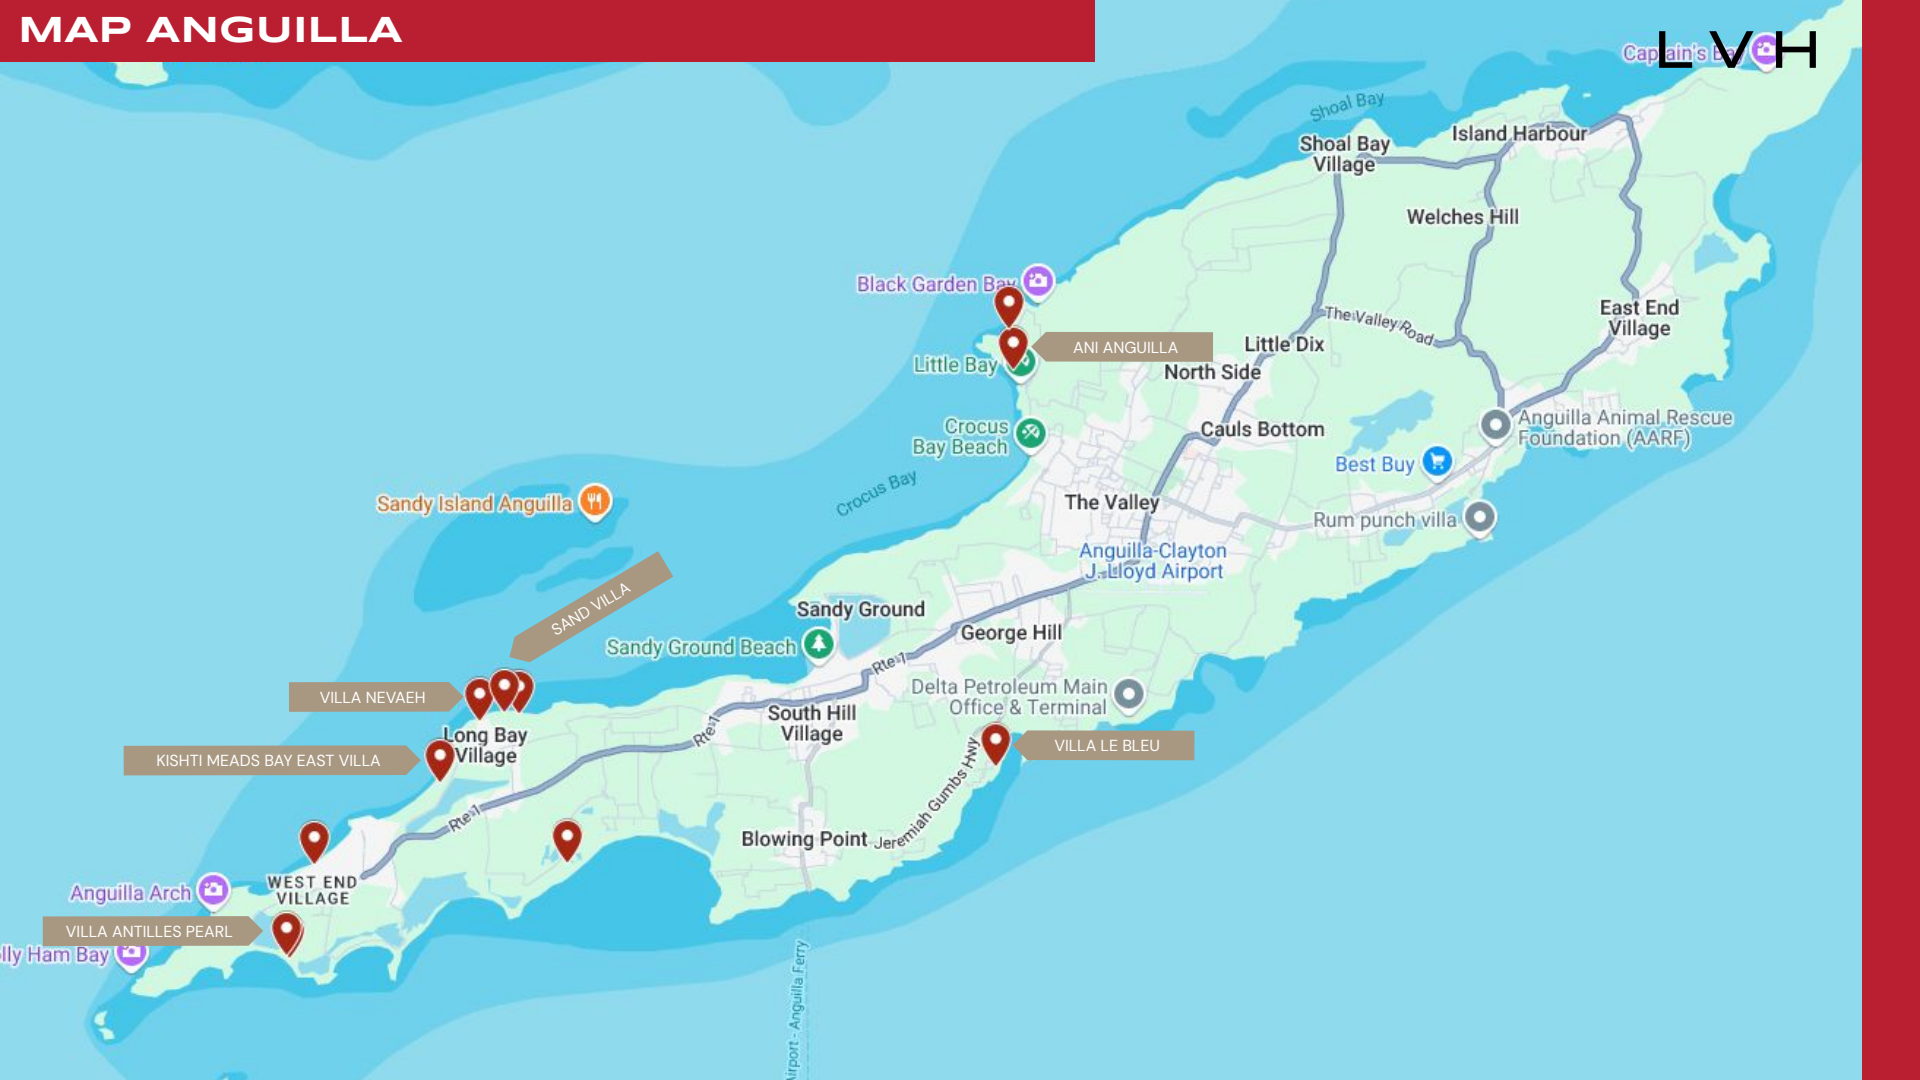 MAP ANGUILLA
LVH
Captain's Bay
Shoal Bay
Island Harbour
Shoal Bay
Village
Welches Hill
Black Garden Bay
East End
Village
The Valley Road
ANI ANGUILLA
Little Dix
Little Bay
North Side
Anguilla Animal Rescue
Foundation (AARF)
Crocus
Bay Beach
Cauls Bottom
Best Buy
Crocus Bay
Sandy Island Anguilla
The Valley
Rum punch villa
Anguilla-Clayton
J. Lloyd Airport
SAND VILLA
Sandy Ground
George Hill
Sandy Ground Beach
Rte 1
Delta Petroleum Main
Office & Terminal
VILLA NEVAEH
South Hill
Village
Rte 1
Long Bay
Village
VILLA LE BLEU
KISHTI MEADS BAY EAST VILLA
Rte 1
Blowing Point
Jeremiah Gumbs Hwy
WEST END
VILLAGE
Anguilla Arch
VILLA ANTILLES PEARL
lly Ham Bay
Airport - Anguilla Ferry